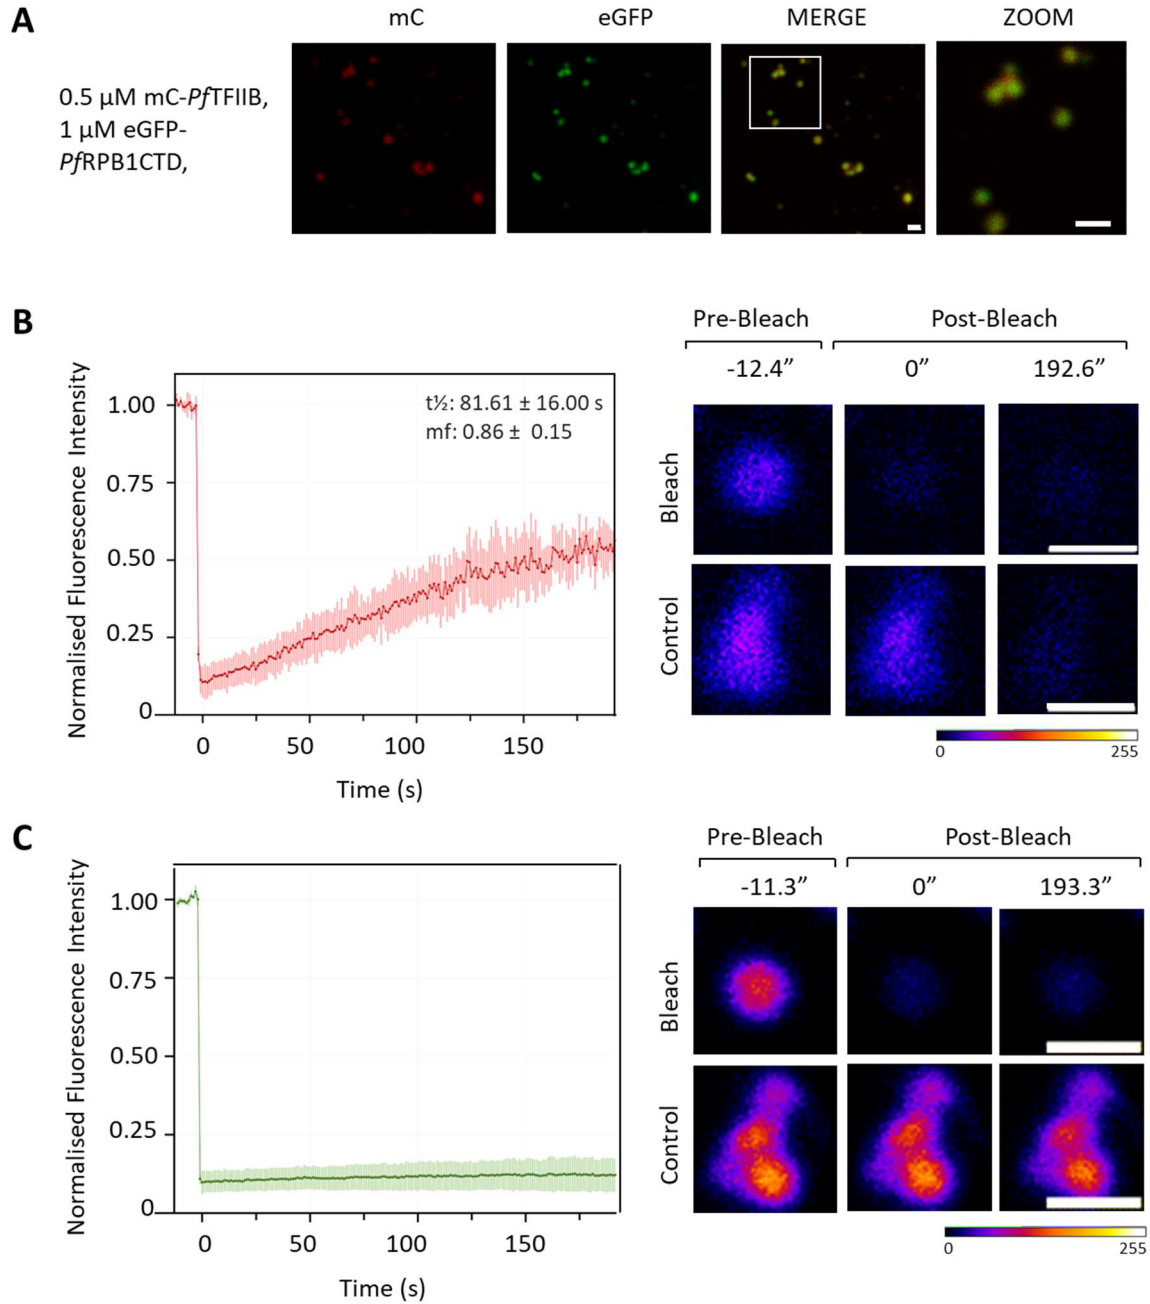 A
mC
eGFP
MERGE
ZOOM
0.5 µM mC-PfTFIIB,
1 µM eGFP-
PfRPB1CTD,
B
Normalised Fluorescence Intensity
1.00
0.75
0.50
0.25
0
t½: 81.61 ± 16.00 s
mf: 0.86 ± 0.15
0
50
100
150
Time (s)
Pre-Bleach
Post-Bleach
-12.4”
0”
192.6”
Bleach
Control
0
255
C
Normalised Fluorescence Intensity
1.00
0.75
0.50
0.25
0
0
50
100
150
Time (s)
Pre-Bleach
Post-Bleach
-11.3”
0”
193.3”
Bleach
Control
0
255